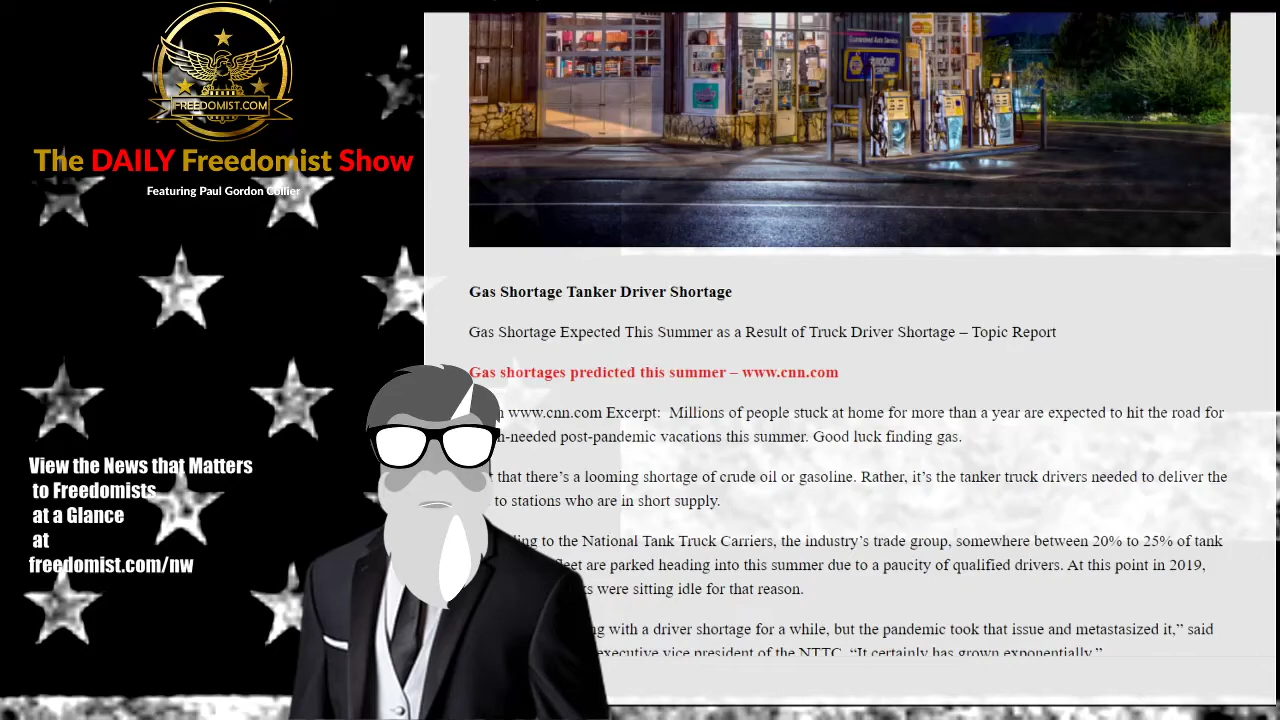 FREEDOMIST.COM
The DAILY Freedomist Show
Featuring Paul Gordon Collier
View the News that Matters
to Freedomists
at a Glance
at
freedomist.com/nw
Gas Shortage Tanker Driver Shortage
Gas Shortage Expected This Summer as a Result of Truck Driver Shortage – Topic Report
Gas shortages predicted this summer – www.cnn.com
www.cnn.com Excerpt:  Millions of people stuck at home for more than a year are expected to hit the road for
-needed post-pandemic vacations this summer. Good luck finding gas.
that there’s a looming shortage of crude oil or gasoline. Rather, it’s the tanker truck drivers needed to deliver the
to stations who are in short supply.
to the National Tank Truck Carriers, the industry’s trade group, somewhere between 20% to 25% of tank
are parked heading into this summer due to a paucity of qualified drivers. At this point in 2019,
were sitting idle for that reason.
with a driver shortage for a while, but the pandemic took that issue and metastasized it,” said
executive vice president of the NTTC. “It certainly has grown exponentially.”